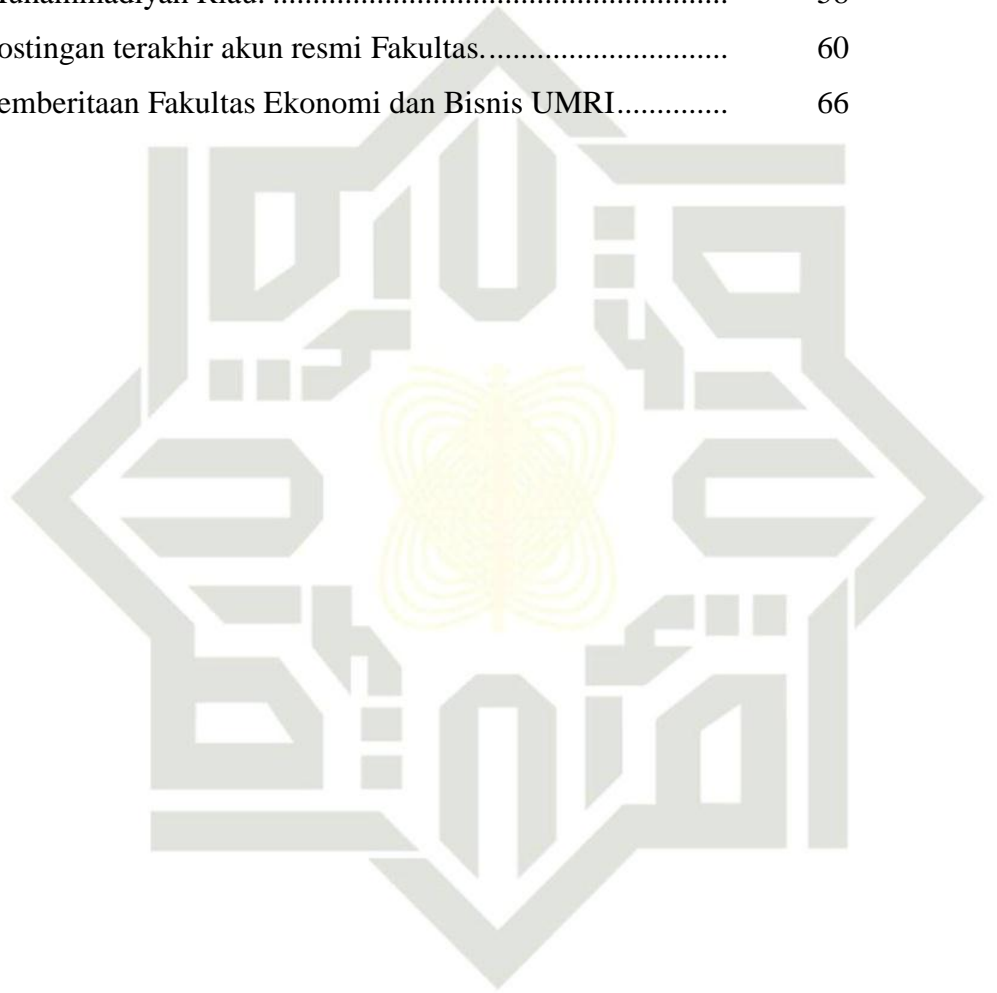 uhammadiyah Riau. ..........................................................
ostingan terakhir akun resmi Fakultas.............................. 60
emberitaan Fakultas Ekonomi dan Bisnis UMRI.............. 66